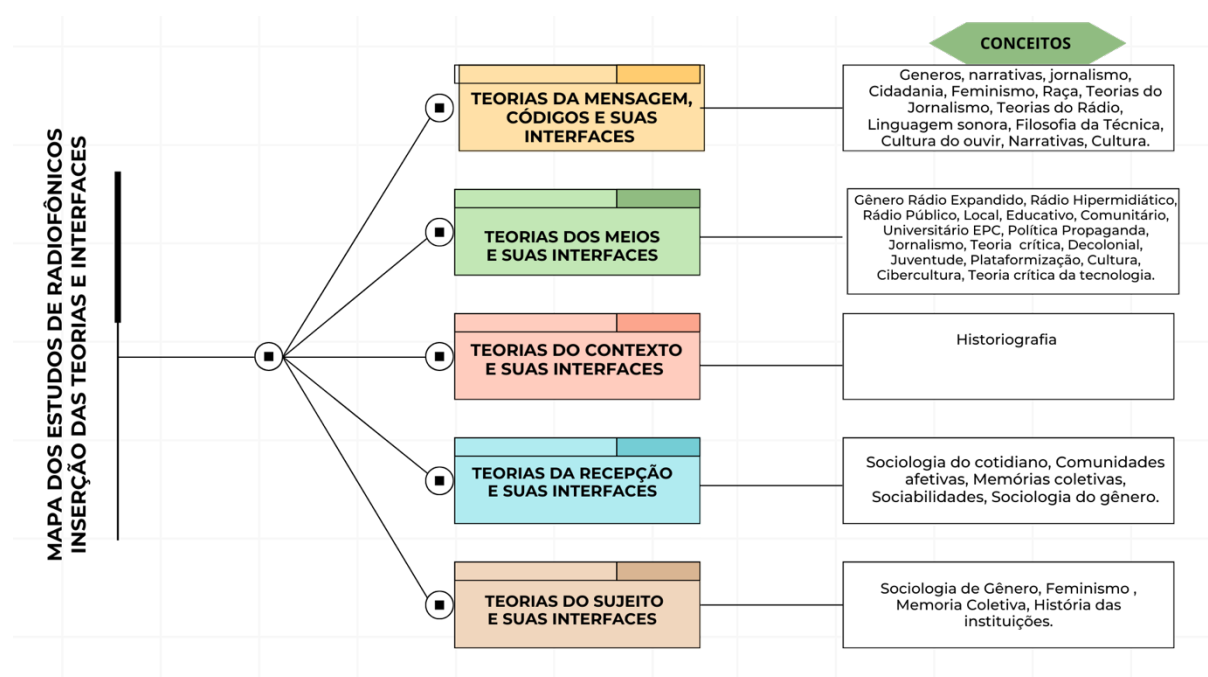 MAPA DOS ESTUDOS DE RADIOFÔNICOS
INSERÇÃO DAS TEORIAS E INTERFACES
CONCEITOS
TEORIAS DA MENSAGEM,
CÓDIGOS E SUAS
INTERFACES
Generos, narrativas, jornalismo,
Cidadania, Feminismo, Raça, Teorias do
Jornalismo, Teorias do Rádio,
Linguagem sonora, Filosofia da Técnica,
Cultura do ouvir, Narrativas, Cultura.
TEORIAS DOS MEIOS
E SUAS INTERFACES
Gênero Rádio Expandido, Rádio Hipermidiático,
Rádio Público, Local, Educativo, Comunitário,
Universitário EPC, Política Propaganda,
Jornalismo, Teoria crítica, Decolonial,
Juventude, Plataformização, Cultura,
Cibercultura, Teoria crítica da tecnologia.
TEORIAS DO CONTEXTO
E SUAS INTERFACES
Historiografia
TEORIAS DA RECEPÇÃO
E SUAS INTERFACES
Sociologia do cotidiano, Comunidades
afetivas, Memórias coletivas,
Sociabilidades, Sociologia do gênero.
TEORIAS DO SUJEITO
E SUAS INTERFACES
Sociologia de Gênero, Feminismo ,
Memoria Coletiva, História das
instituições.